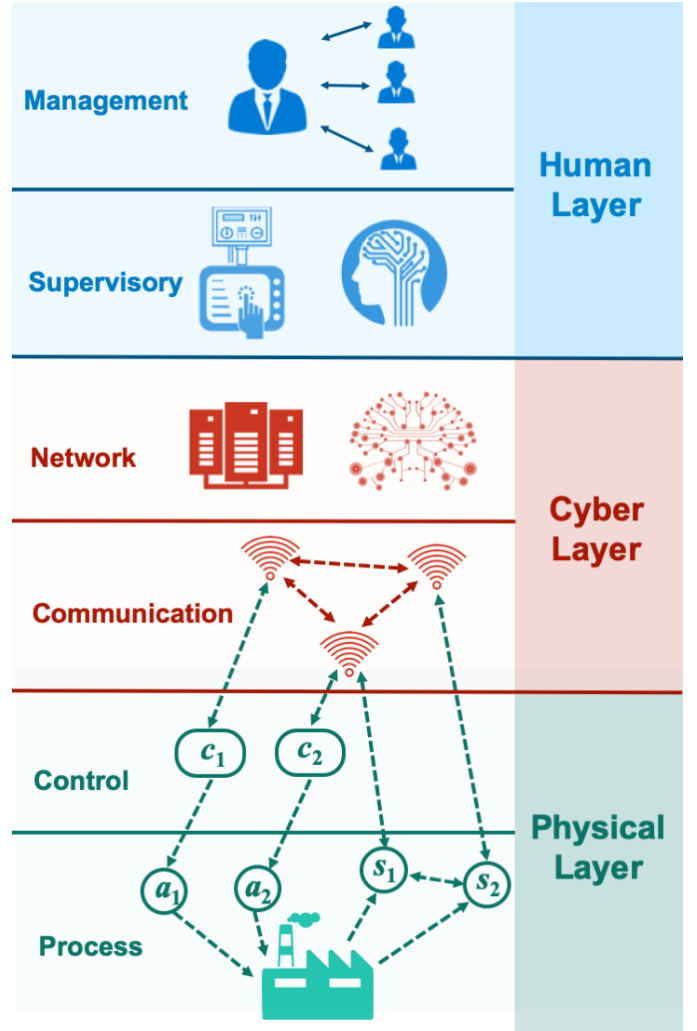 Management
Human
Layer
Supervisory
Network
Cyber
Layer
Communication
c₁
c₂
Control
Physical
Layer
a₁
a₂
s₁
s₂
Process